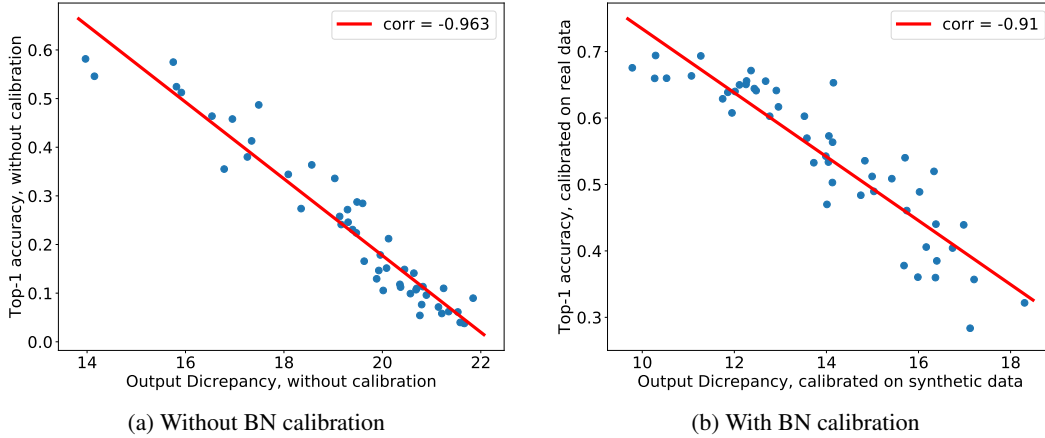 corr = -0.963
Top-1 accuracy, without calibration
0.6
0.5
0.4
0.3
0.2
0.1
0.0
14 16 18 20 22
Output Dicrepancy, without calibration
(a) Without BN calibration
corr = -0.91
Top-1 accuracy, calibrated on real data
0.7
0.6
0.5
0.4
0.3
10 12 14 16 18
Output Dicrepancy, calibrated on synthetic data
(b) With BN calibration